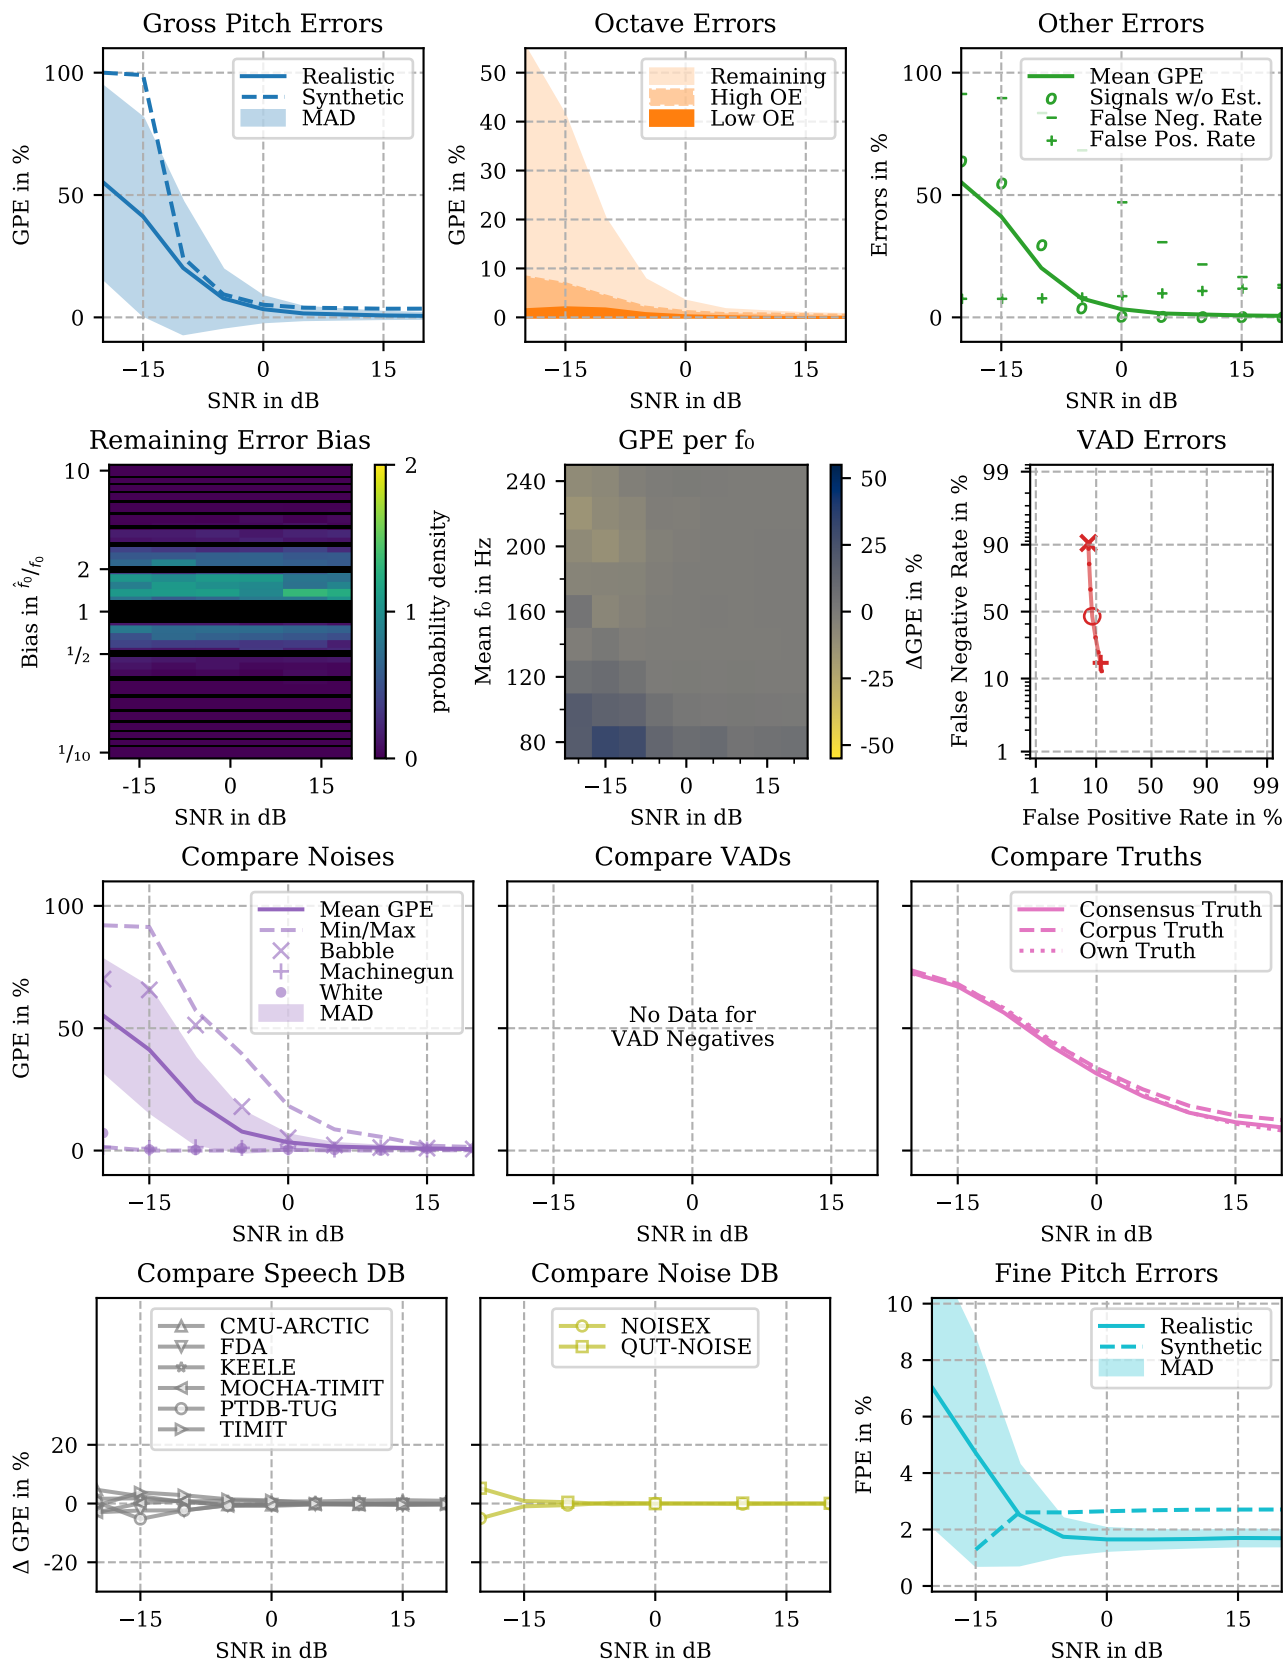 Gross Pitch Errors
100
50
0
GPE in %
Realistic
Synthetic
MAD
−15
0
15
SNR in dB
Octave Errors
50
40
30
20
10
0
GPE in %
Remaining
High OE
Low OE
−15
0
15
SNR in dB
Other Errors
100
50
0
Errors in %
Mean GPE
Signals w/o Est.
False Neg. Rate
False Pos. Rate
−15
0
15
SNR in dB
Remaining Error Bias
10
2
1
¹/₂
¹/₁₀
Bias in f̂₀/f₀
-15
0
15
SNR in dB
2
1
0
probability density
GPE per f₀
240
200
160
120
80
Mean f₀ in Hz
−15
0
15
SNR in dB
50
25
0
-25
-50
ΔGPE in %
VAD Errors
99
90
50
10
1
False Negative Rate in %
1
10
50
90
99
False Positive Rate in %
Compare Noises
100
50
0
GPE in %
Mean GPE
Min/Max
Babble
Machinegun
White
MAD
−15
0
15
SNR in dB
Compare VADs
No Data for
VAD Negatives
−15
0
15
SNR in dB
Compare Truths
Consensus Truth
Corpus Truth
Own Truth
−15
0
15
SNR in dB
Compare Speech DB
CMU-ARCTIC
FDA
KEELE
MOCHA-TIMIT
PTDB-TUG
TIMIT
20
0
-20
Δ GPE in %
−15
0
15
SNR in dB
Compare Noise DB
NOISEX
QUT-NOISE
−15
0
15
SNR in dB
Fine Pitch Errors
10
8
6
4
2
0
FPE in %
Realistic
Synthetic
MAD
−15
0
15
SNR in dB